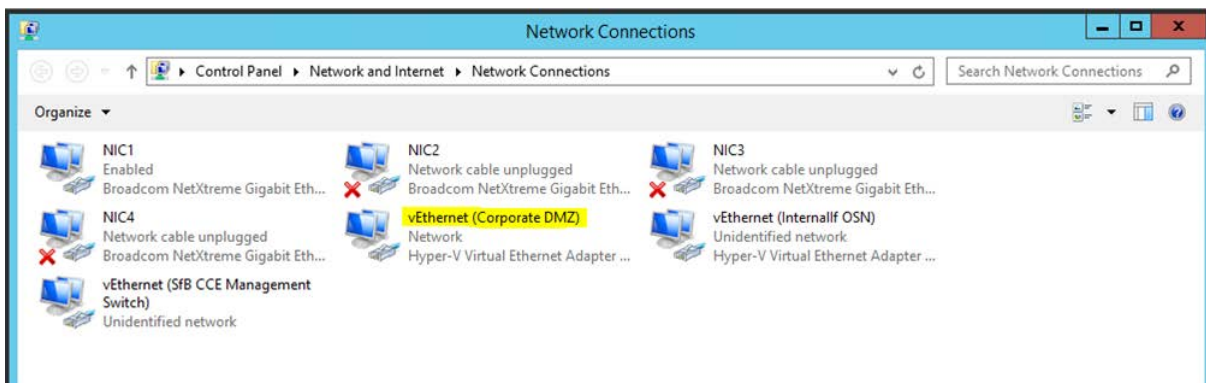 Network Connections
Control Panel Network and Internet Network Connections
Search Network Connections
Organize
NIC1
Enabled
Broadcom NetXtreme Gigabit Eth...
NIC2
Network cable unplugged
Broadcom NetXtreme Gigabit Eth...
NIC3
Network cable unplugged
Broadcom NetXtreme Gigabit Eth...
NIC4
Network cable unplugged
Broadcom NetXtreme Gigabit Eth...
vEthernet (Corporate DMZ)
Network
Hyper-V Virtual Ethernet Adapter ...
vEthernet (InternalIf OSN)
Unidentified network
Hyper-V Virtual Ethernet Adapter ...
vEthernet (SfB CCE Management
Switch)
Unidentified network